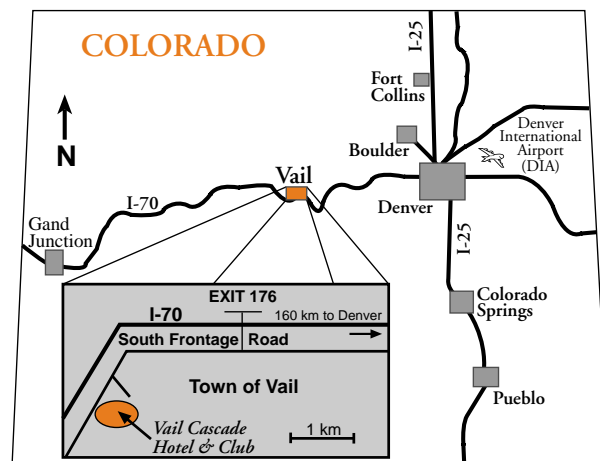 COLORADO
I-25
Fort
Collins
Boulder
Denver
International
Airport
(DIA)
N
Vail
Denver
I-70
Gand
Junction
I-25
Colorado
Springs
Pueblo
EXIT 176
I-70
160 km to Denver
South Frontage Road
Town of Vail
Vail Cascade
Hotel & Club
1 km